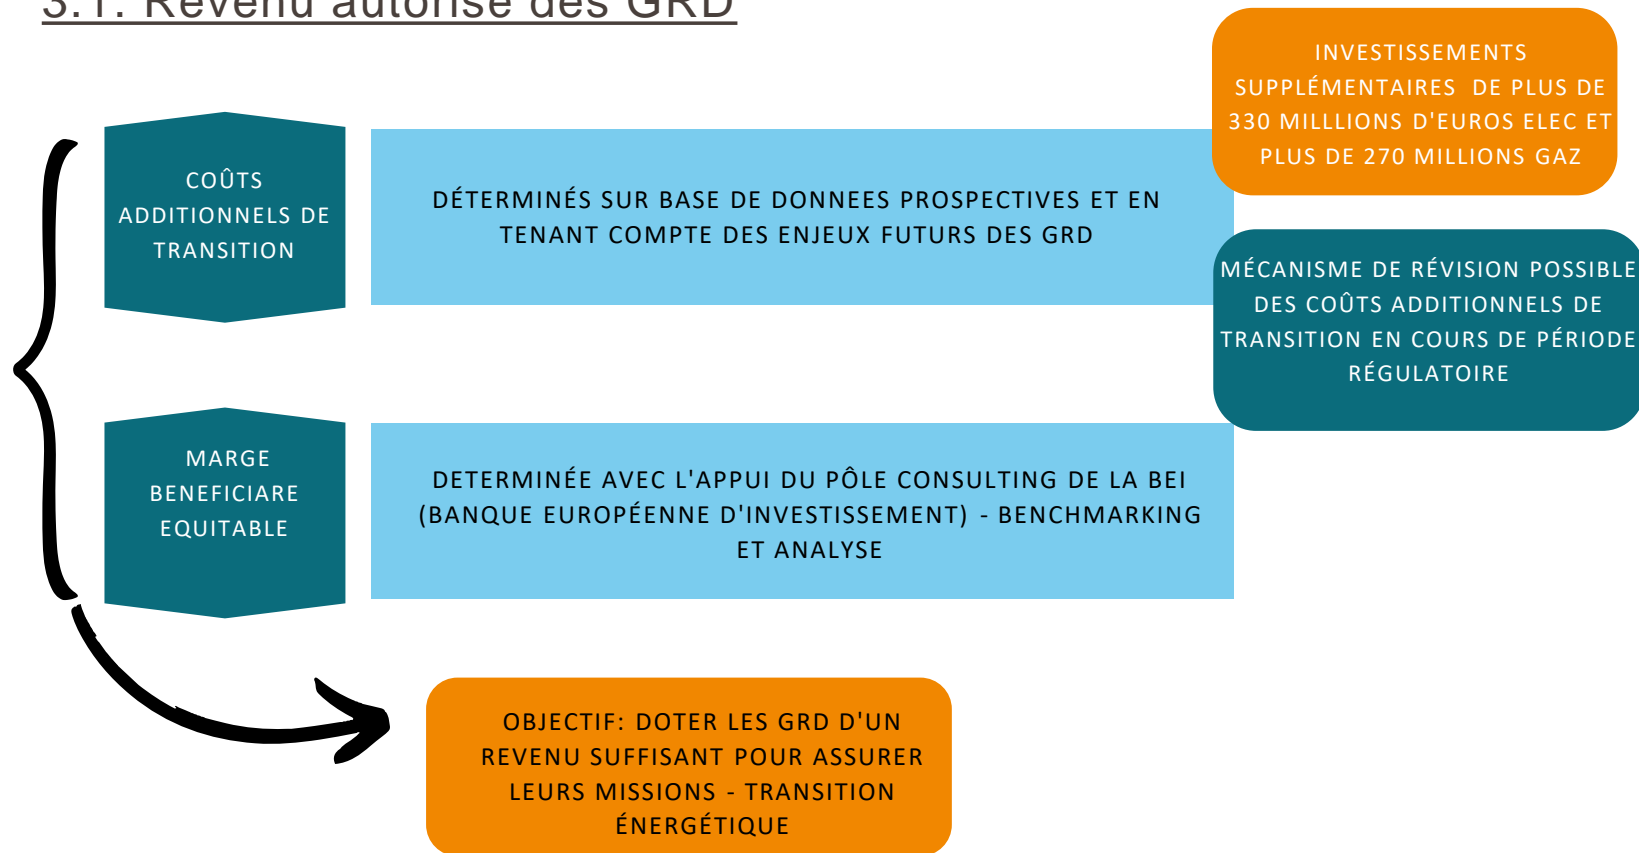 3.1. Revenu autorisé des GRD
INVESTISSEMENTS
SUPPLÉMENTAIRES DE PLUS DE
330 MILLLIONS D'EUROS ELEC ET
PLUS DE 270 MILLIONS GAZ
COÛTS
ADDITIONNELS DE
TRANSITION
DÉTERMINÉS SUR BASE DE DONNEES PROSPECTIVES ET EN
TENANT COMPTE DES ENJEUX FUTURS DES GRD
MÉCANISME DE RÉVISION POSSIBLE
DES COÛTS ADDITIONNELS DE
TRANSITION EN COURS DE PÉRIODE
RÉGULATOIRE
MARGE
BENEFICIARE
EQUITABLE
DETERMINÉE AVEC L'APPUI DU PÔLE CONSULTING DE LA BEI
(BANQUE EUROPÉENNE D'INVESTISSEMENT) - BENCHMARKING
ET ANALYSE
OBJECTIF: DOTER LES GRD D'UN
REVENU SUFFISANT POUR ASSURER
LEURS MISSIONS - TRANSITION
ÉNERGÉTIQUE